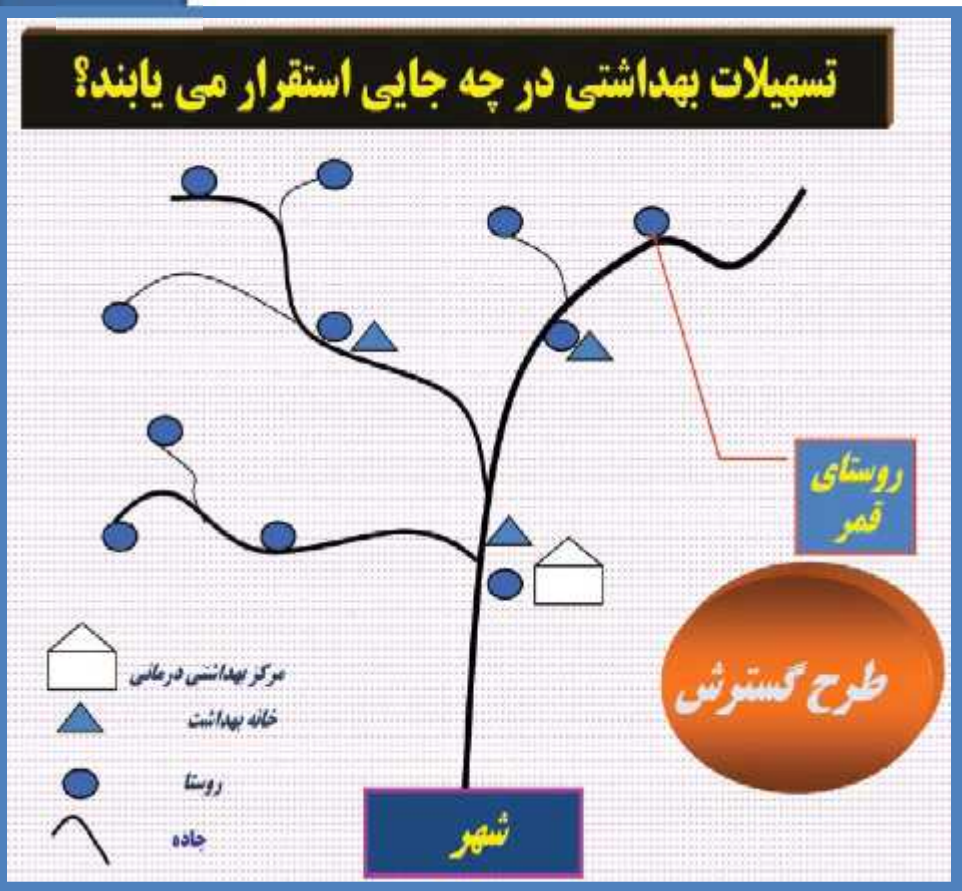 تسهیلات بهداشتی در چه جایی استقرار می یابند؟
روستای
قمر
طرح گسترش
مرکز بهداشتی درمانی
خانه بهداشت
روستا
جاده
شهر